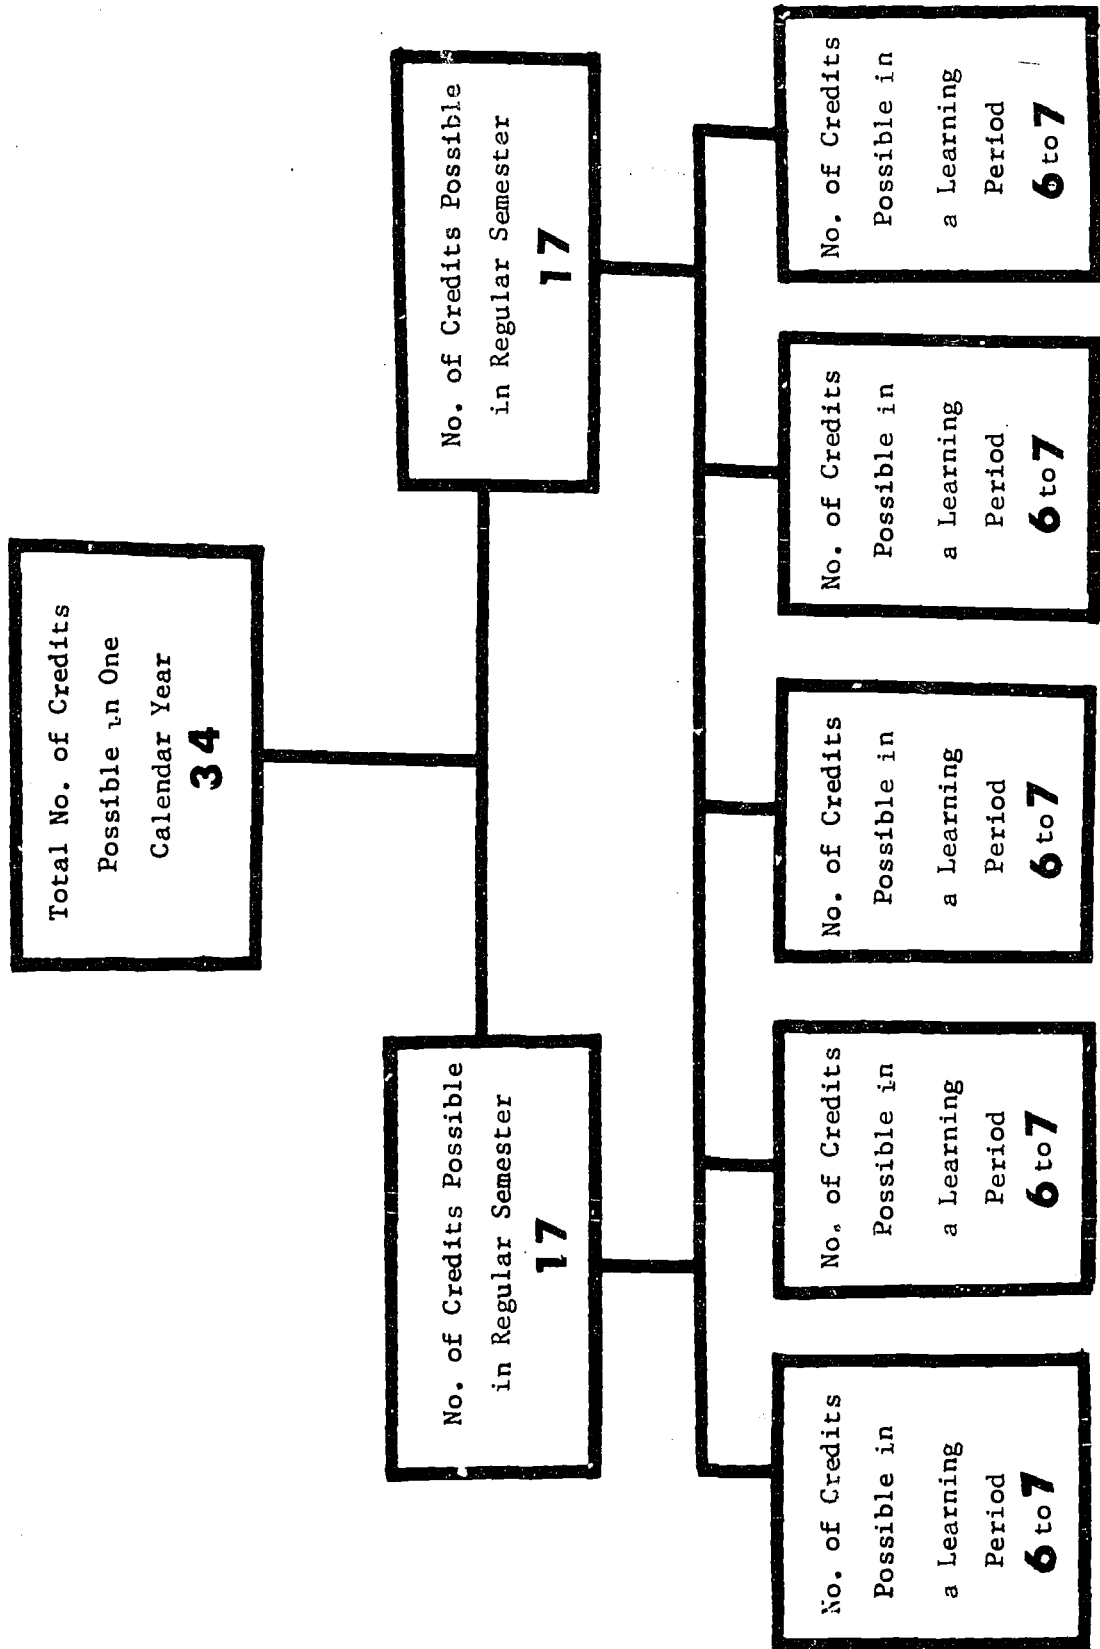 Total No. of Credits
Possible in One
Calendar Year
34
No. of Credits Possible
in Regular Semester
17
No. of Credits Possible
in Regular Semester
17
No. of Credits
Possible in
a Learning
Period
6 to 7
No. of Credits
Possible in
a Learning
Period
6 to 7
No. of Credits
Possible in
a Learning
Period
6 to 7
No. of Credits
Possible in
a Learning
Period
6 to 7
No. of Credits
Possible in
a Learning
Period
6 to 7